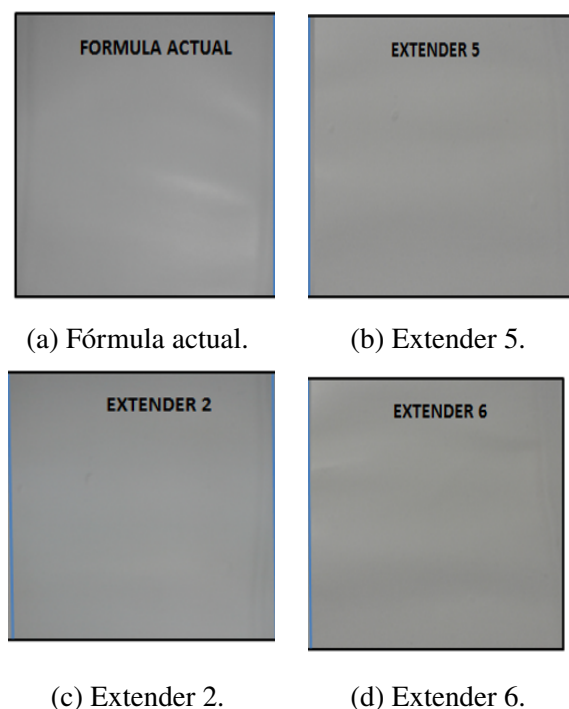 FORMULA ACTUAL
EXTENDER 5
(a) Fórmula actual.
(b) Extender 5.
EXTENDER 2
EXTENDER 6
(c) Extender 2.
(d) Extender 6.